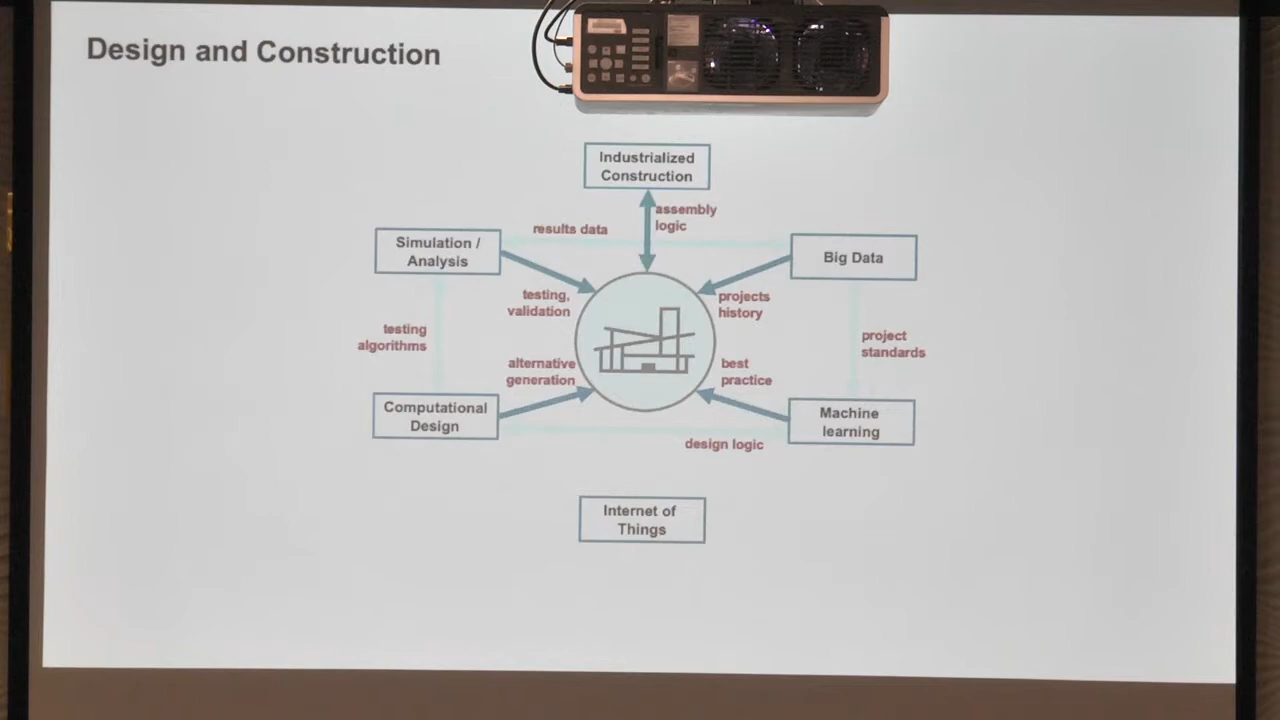 Design and Construction
Industrialized
Construction
assembly
logic
results data
Simulation /
Analysis
Big Data
testing,
validation
projects
history
testing
algorithms
project
standards
alternative
generation
best
practice
Computational
Design
Machine
learning
design logic
Internet of
Things